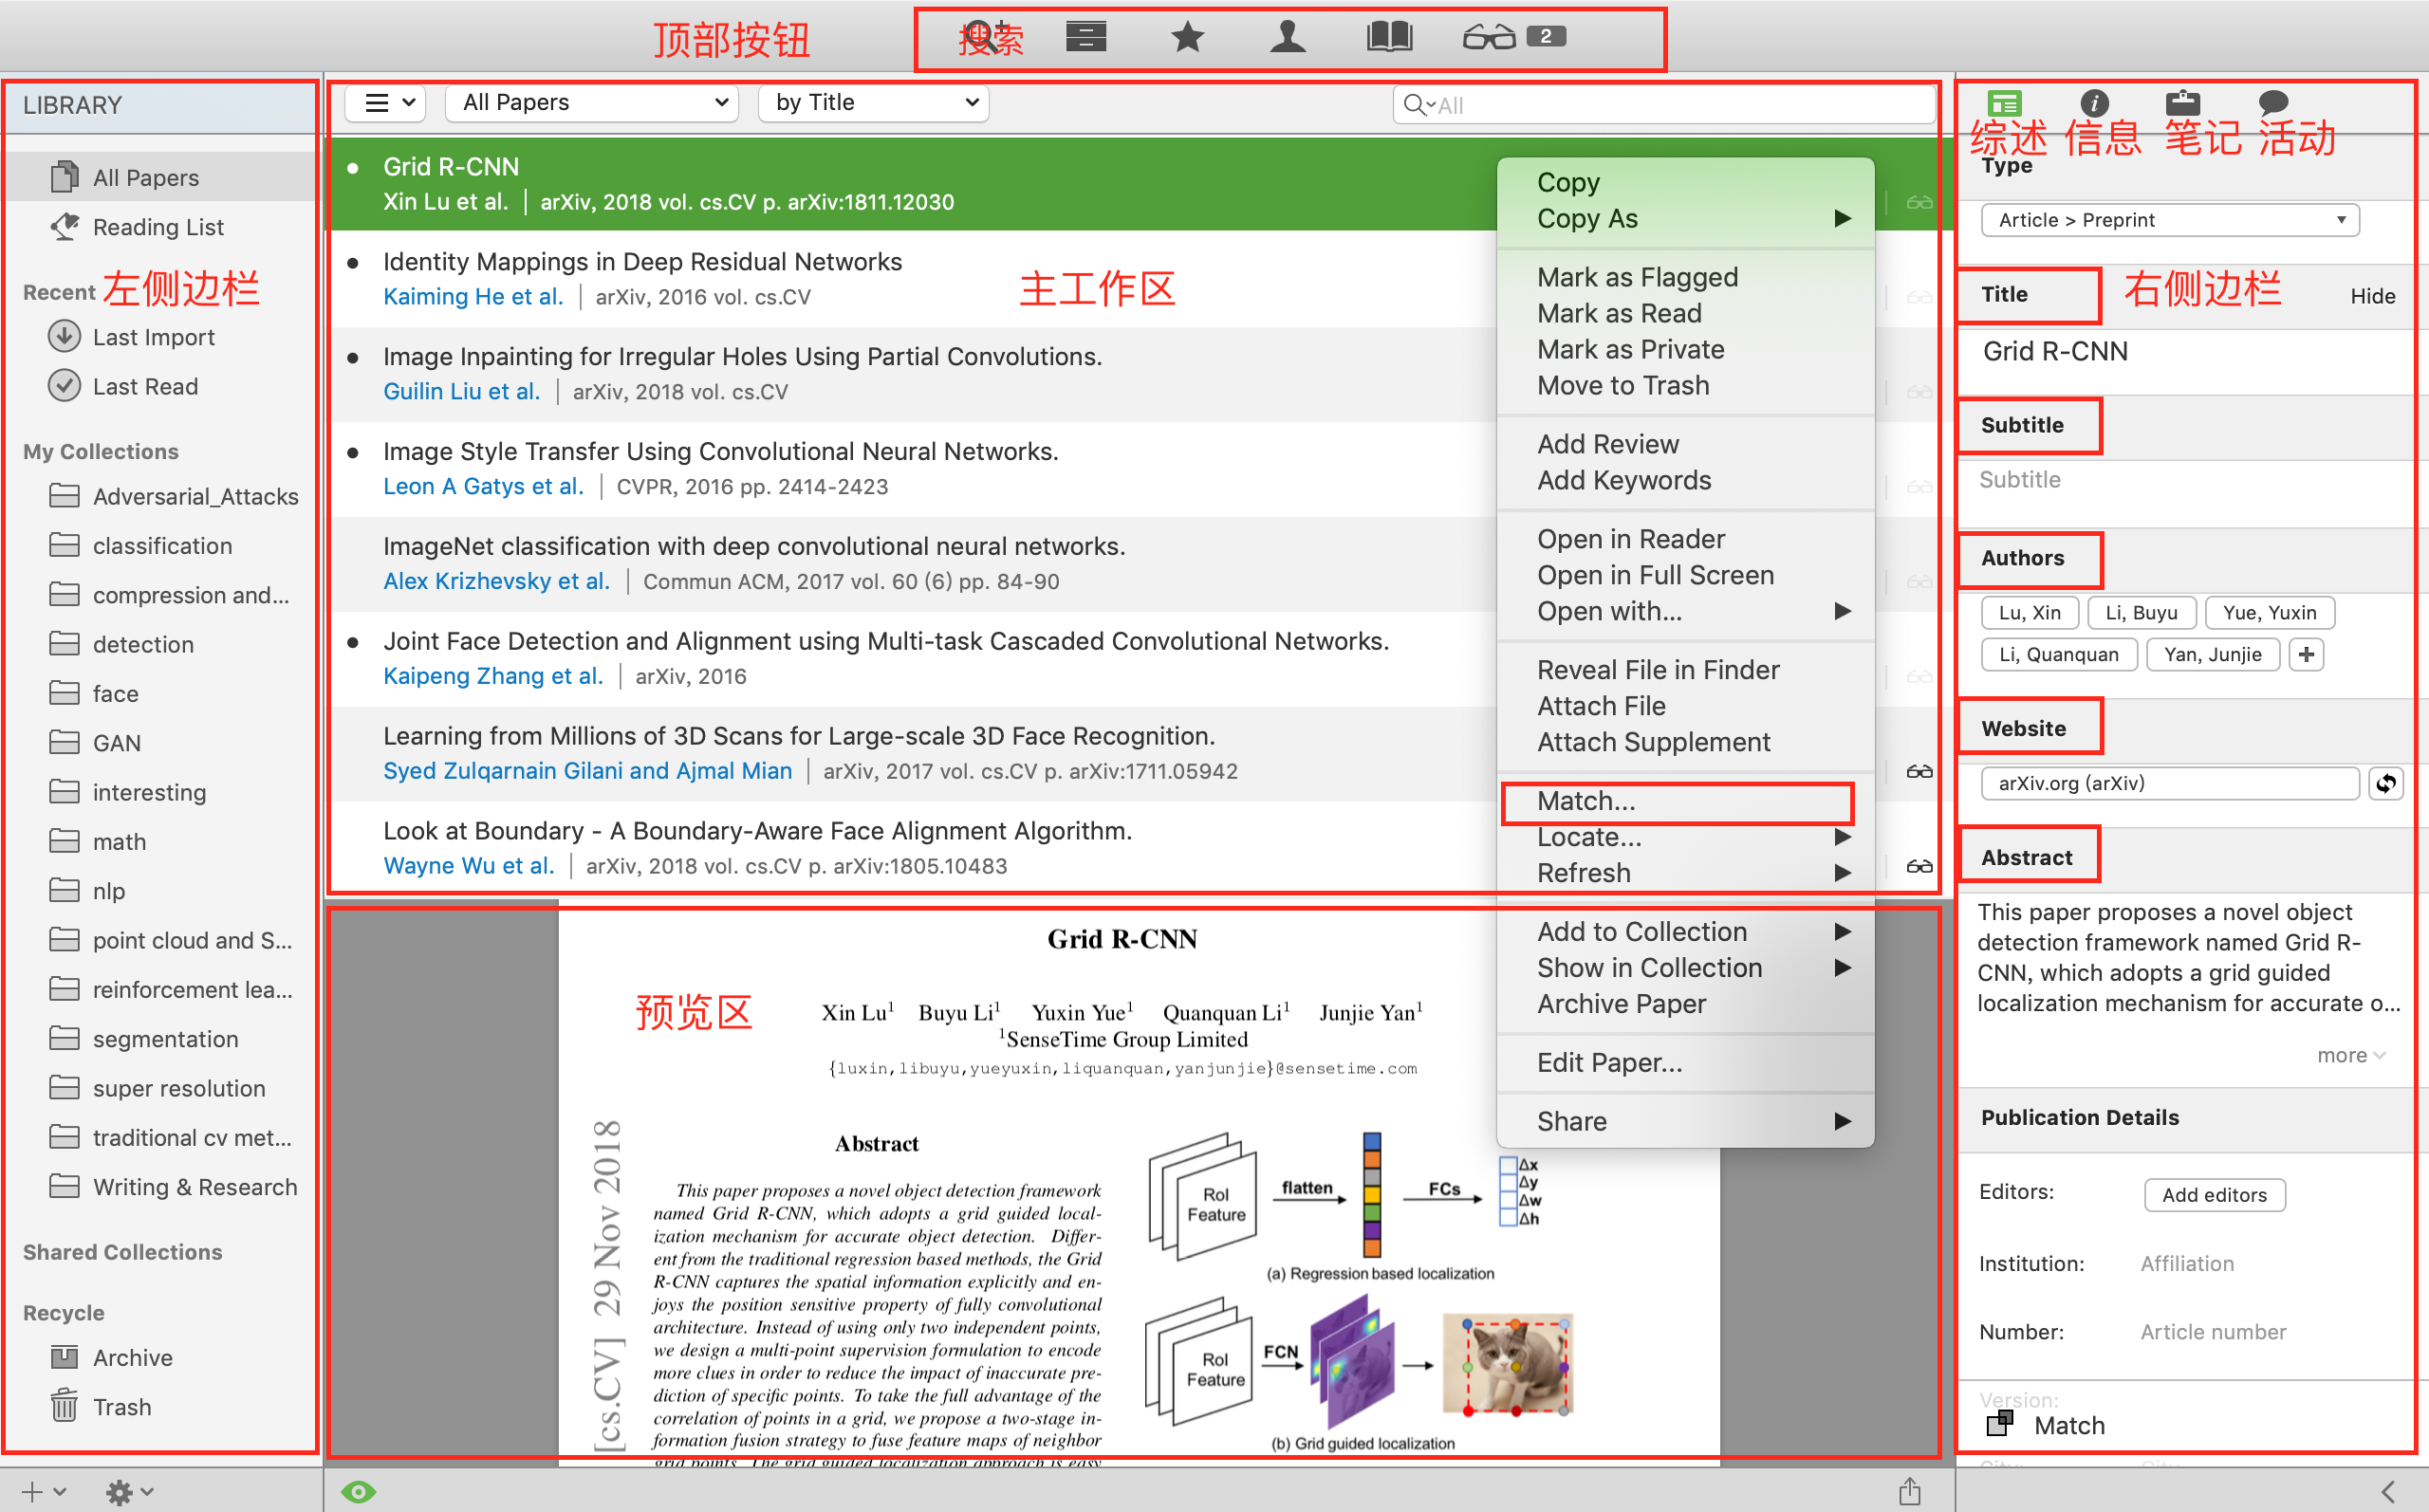 顶部按钮
搜索
2
LIBRARY
All Papers
Reading List
Recent
左侧边栏
Last Import
Last Read
My Collections
Adversarial_Attacks
classification
compression and...
detection
face
GAN
interesting
math
nlp
point cloud and S...
reinforcement lea...
segmentation
super resolution
traditional cv met...
Writing & Research
Shared Collections
Recycle
Archive
Trash
All Papers
by Title
All
Grid R-CNN
Xin Lu et al. | arXiv, 2018 vol. cs.CV p. arXiv:1811.12030
Identity Mappings in Deep Residual Networks
Kaiming He et al. | arXiv, 2016 vol. cs.CV
主工作区
Image Inpainting for Irregular Holes Using Partial Convolutions.
Guilin Liu et al. | arXiv, 2018 vol. cs.CV
Image Style Transfer Using Convolutional Neural Networks.
Leon A Gatys et al. | CVPR, 2016 pp. 2414-2423
ImageNet classification with deep convolutional neural networks.
Alex Krizhevsky et al. | Commun ACM, 2017 vol. 60 (6) pp. 84-90
Joint Face Detection and Alignment using Multi-task Cascaded Convolutional Networks.
Kaipeng Zhang et al. | arXiv, 2016
Learning from Millions of 3D Scans for Large-scale 3D Face Recognition.
Syed Zulqarnain Gilani and Ajmal Mian | arXiv, 2017 vol. cs.CV p. arXiv:1711.05942
Look at Boundary - A Boundary-Aware Face Alignment Algorithm.
Wayne Wu et al. | arXiv, 2018 vol. cs.CV p. arXiv:1805.10483
Copy
Copy As
Mark as Flagged
Mark as Read
Mark as Private
Move to Trash
Add Review
Add Keywords
Open in Reader
Open in Full Screen
Open with...
Reveal File in Finder
Attach File
Attach Supplement
Match...
Locate...
Refresh
Add to Collection
Show in Collection
Archive Paper
Edit Paper...
Share
预览区
Grid R-CNN
Xin Lu1 Buyu Li1 Yuxin Yue1 Quanquan Li1 Junjie Yan1
1SenseTime Group Limited
{luxin,libuyu,yueyuxin,liquanquan,yanjunjie}@sensetime.com
[cs.CV] 29 Nov 2018
Abstract
This paper proposes a novel object detection framework
named Grid R-CNN, which adopts a grid guided local-
ization mechanism for accurate object detection. Differ-
ent from the traditional regression based methods, the Grid
R-CNN captures the spatial information explicitly and en-
joys the position sensitive property of fully convolutional
architecture. Instead of using only two independent points,
we design a multi-point supervision formulation to encode
more clues in order to reduce the impact of inaccurate pre-
diction of specific points. To take the full advantage of the
correlation of points in a grid, we propose a two-stage in-
formation fusion strategy to fuse feature maps of neighbor
grid points. The grid guided localization approach is easy
RoI
Feature
flatten
FCs
Δx
Δy
Δw
Δh
(a) Regression based localization
RoI
Feature
FCN
(b) Grid guided localization
综述 信息 笔记 活动
Type
Article > Preprint
Title
右侧边栏
Hide
Grid R-CNN
Subtitle
Subtitle
Authors
Lu, Xin
Li, Buyu
Yue, Yuxin
Li, Quanquan
Yan, Junjie
Website
arXiv.org (arXiv)
Abstract
This paper proposes a novel object
detection framework named Grid R-
CNN, which adopts a grid guided
localization mechanism for accurate o...
more
Publication Details
Editors:
Add editors
Institution:
Affiliation
Number:
Article number
Version:
Match
City:
City